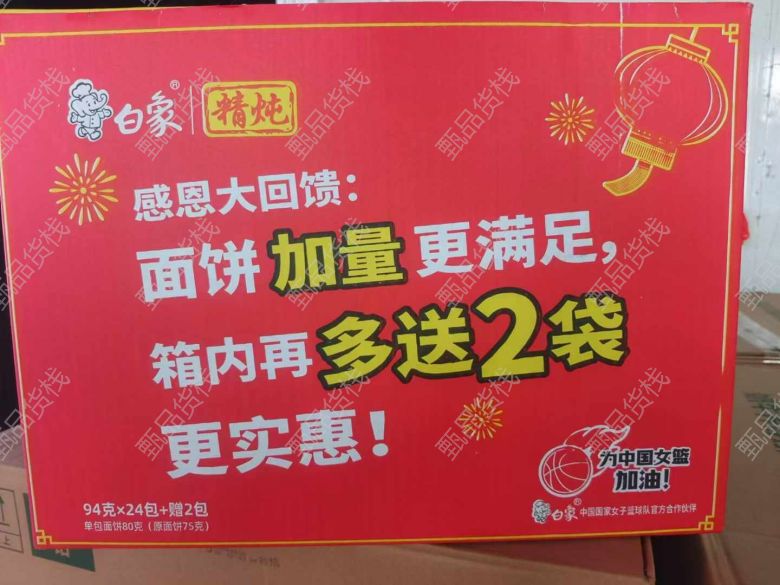 白象® 精炖
感恩大回馈：
面饼加量更满足，
箱内再多送2袋
更实惠！
为中国女篮
加油！
94克×24包+赠2包
单包面饼80克（原面饼75克）
白象® 中国国家女子篮球队官方合作伙伴
甄品货栈